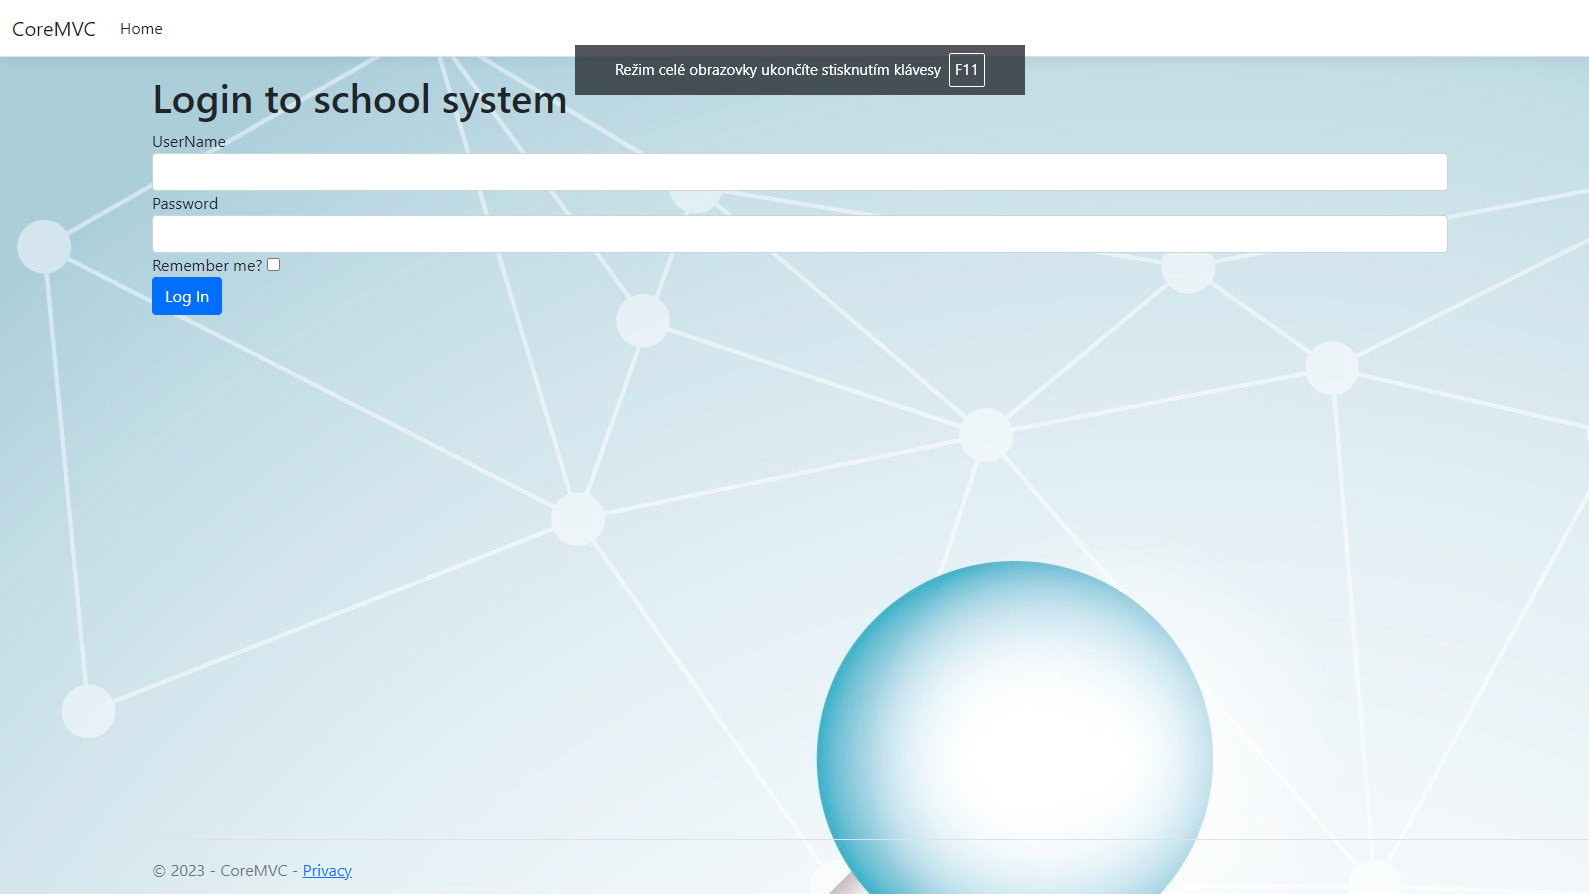 CoreMVC Home
Režim celé obrazovky ukončíte stisknutím klávesy F11
Login to school system
UserName
Password
Remember me?
Log In
© 2023 - CoreMVC - Privacy